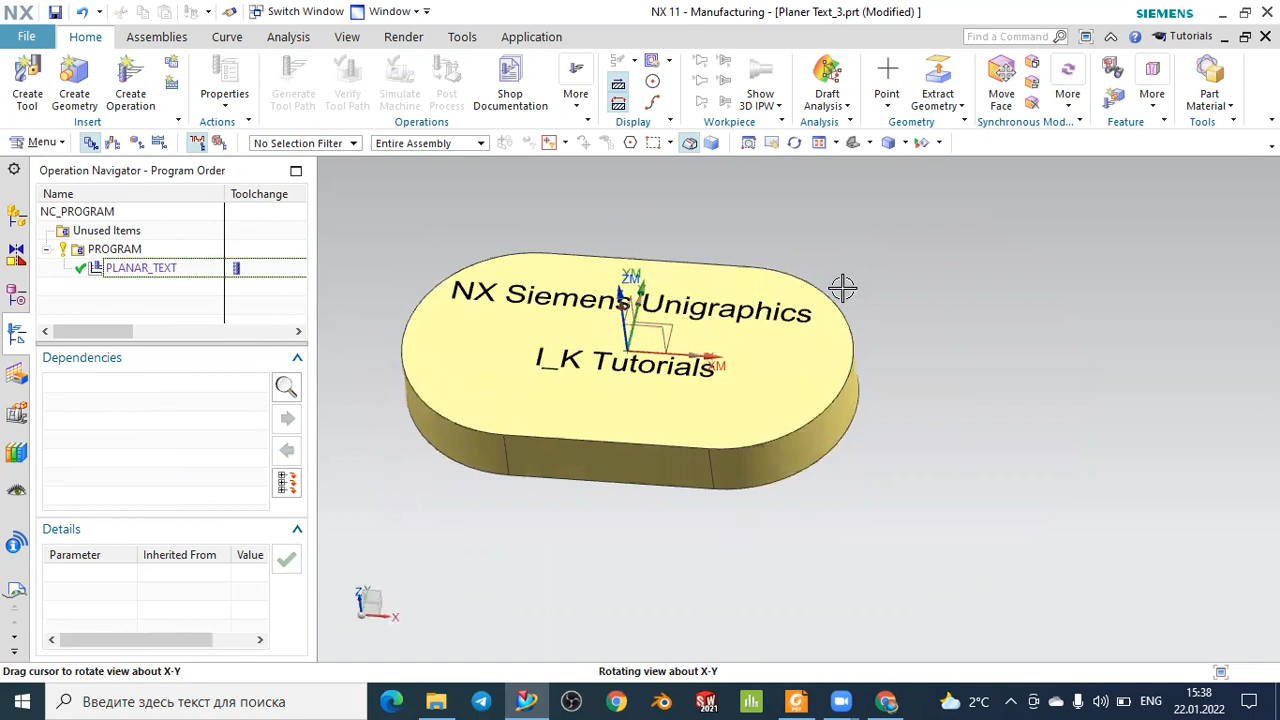 NX
Switch Window
Window
NX 11 - Manufacturing - [Planer Text_3.prt (Modified) ]
SIEMENS
File
Home
Assemblies
Curve
Analysis
View
Render
Tools
Application
Find a Command
Tutorials
Create Tool
Create Geometry
Create Operation
Properties
Generate Tool Path
Verify Tool Path
Simulate Machine
Post Process
Shop Documentation
More
Show 3D IPW
Draft Analysis
Point
Extract Geometry
Move Face
More
More
Part Material
Insert
Actions
Operations
Display
Workpiece
Analysis
Geometry
Synchronous Mod...
Feature
Tools
Menu
No Selection Filter
Entire Assembly
Operation Navigator - Program Order
Name
Toolchange
NC_PROGRAM
Unused Items
PROGRAM
PLANAR_TEXT
Dependencies
Details
Parameter
Inherited From
Value
NX Siemens Unigraphics
I_K Tutorials
YM
ZM
XM
Z
Y
X
Drag cursor to rotate view about X-Y
Rotating view about X-Y
Введите здесь текст для поиска
SW
2021
2°C
ENG
15:38
22.01.2022